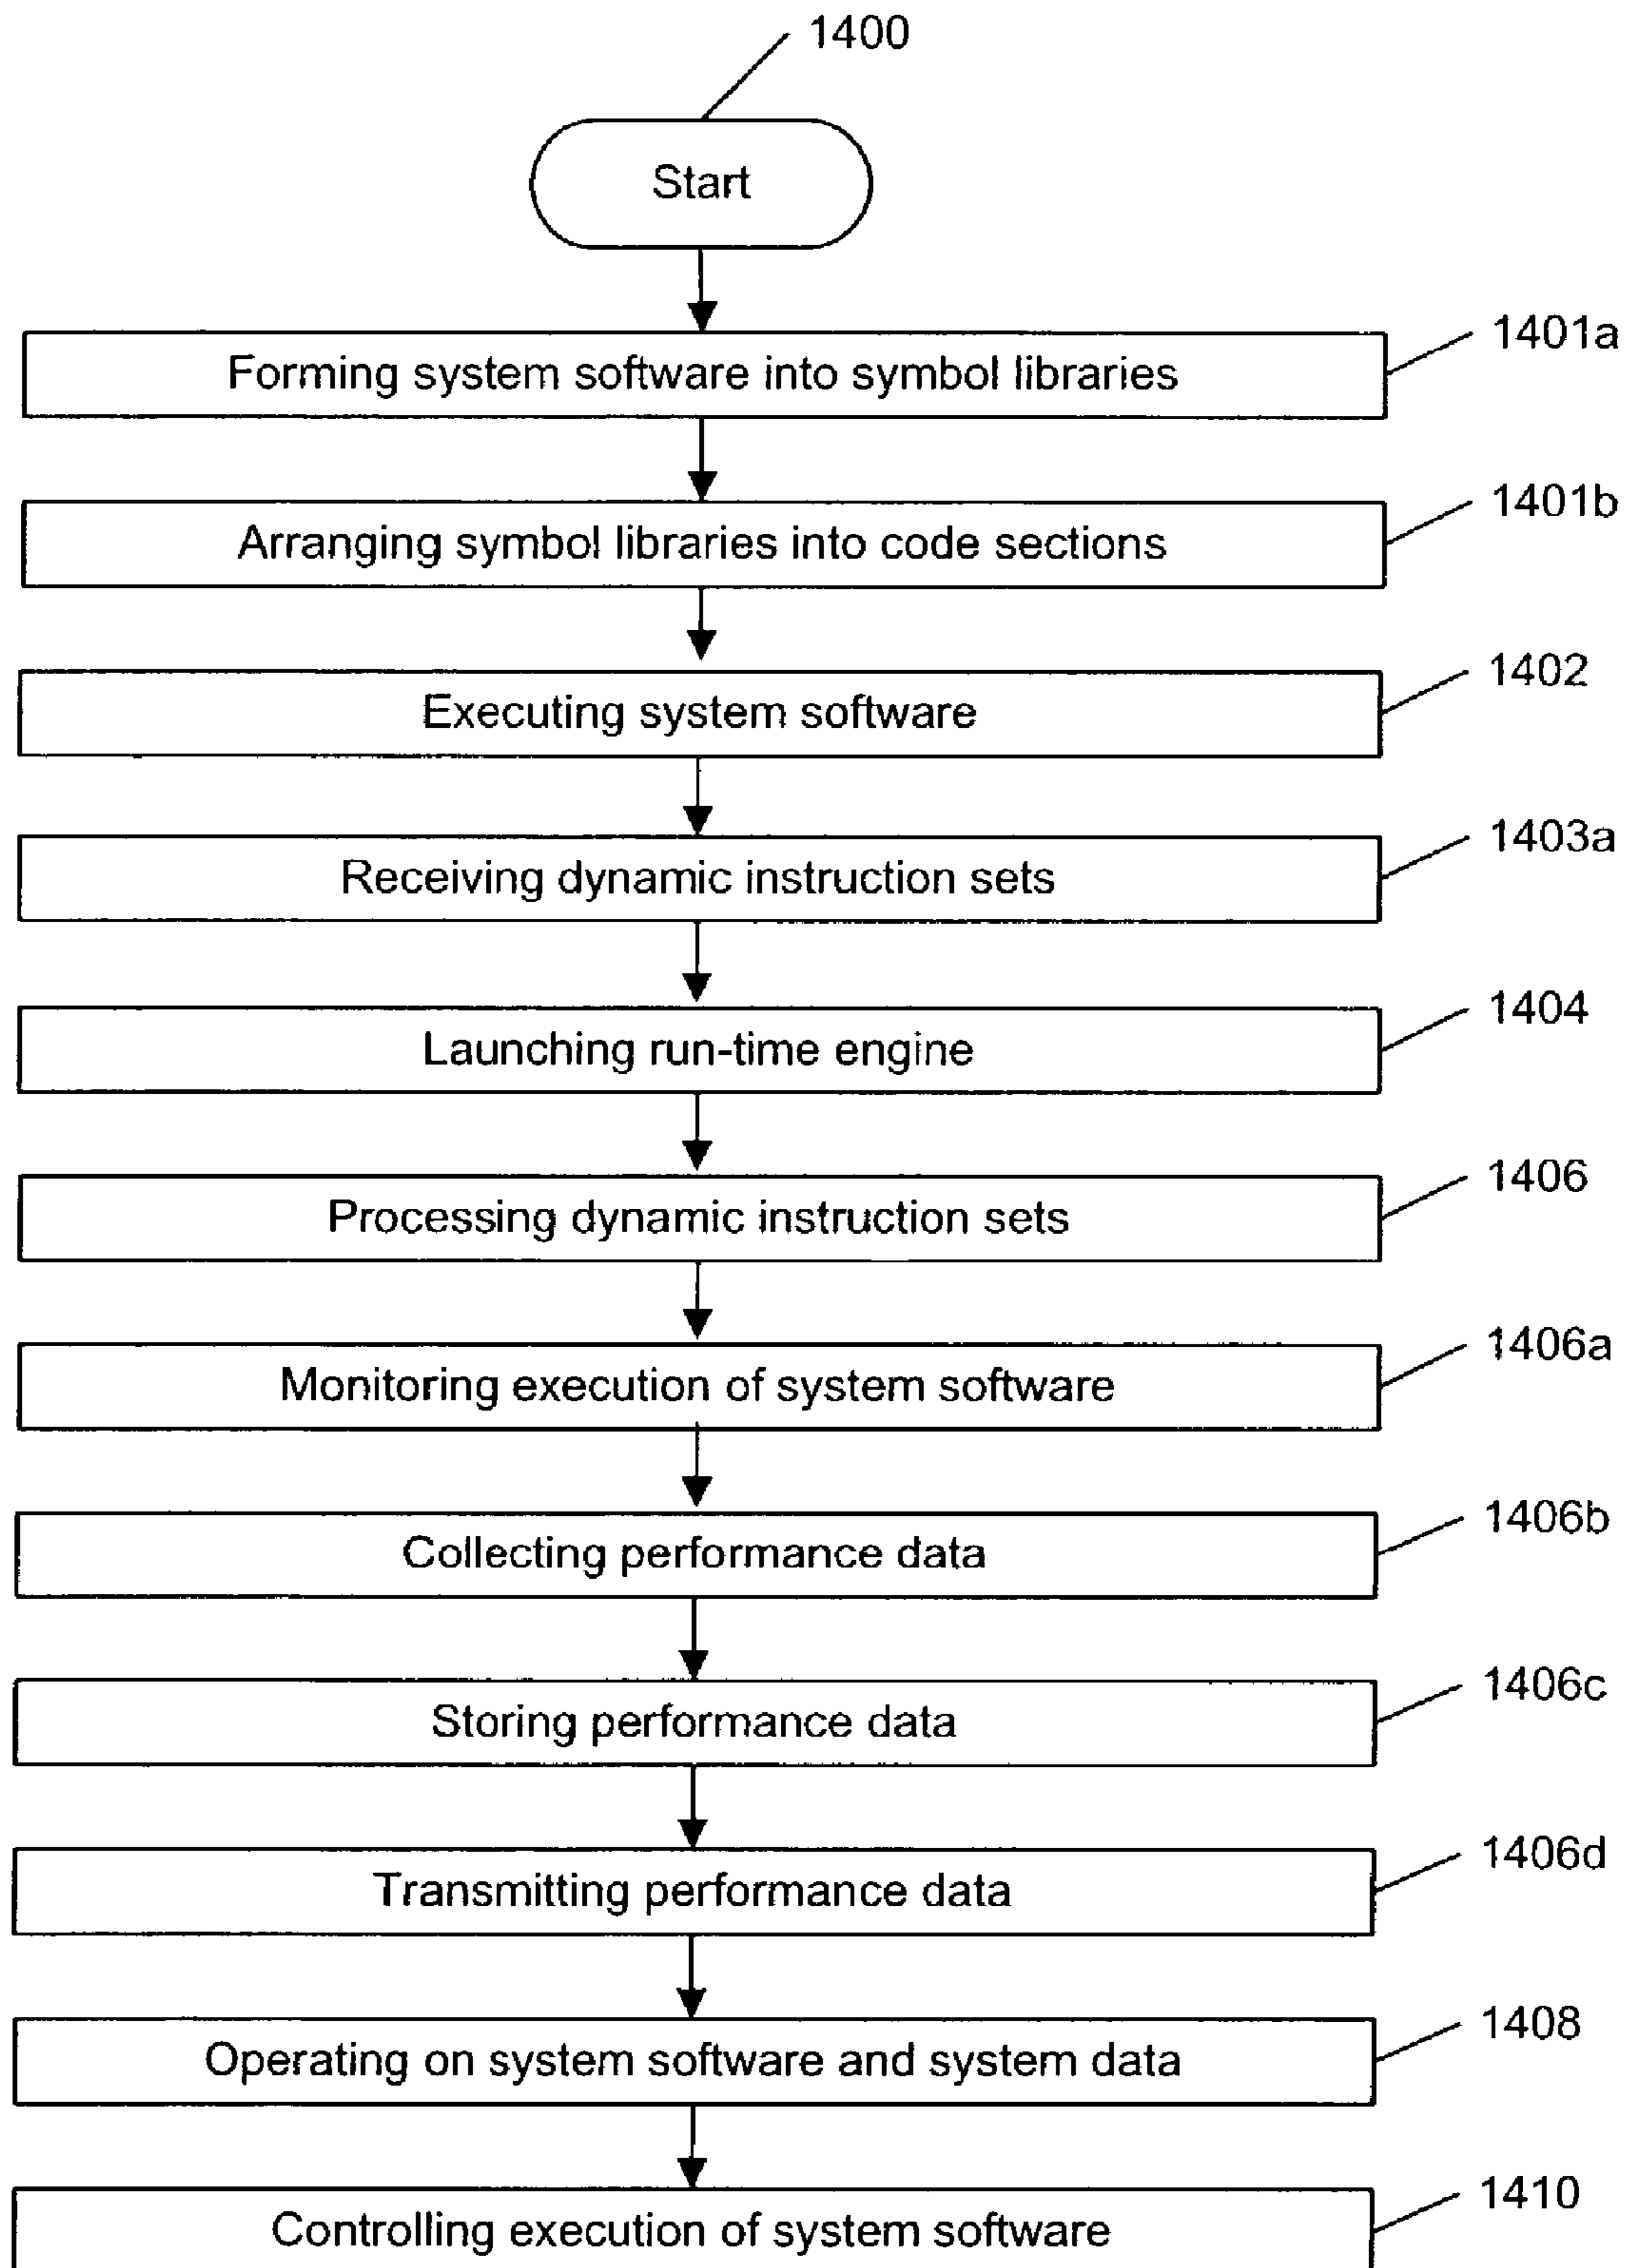 1400
Start
1401a
Forming system software into symbol libraries
1401b
Arranging symbol libraries into code sections
1402
Executing system software
1403a
Receiving dynamic instruction sets
1404
Launching run-time engine
1406
Processing dynamic instruction sets
1406a
Monitoring execution of system software
1406b
Collecting performance data
1406c
Storing performance data
1406d
Transmitting performance data
1408
Operating on system software and system data
1410
Controlling execution of system software